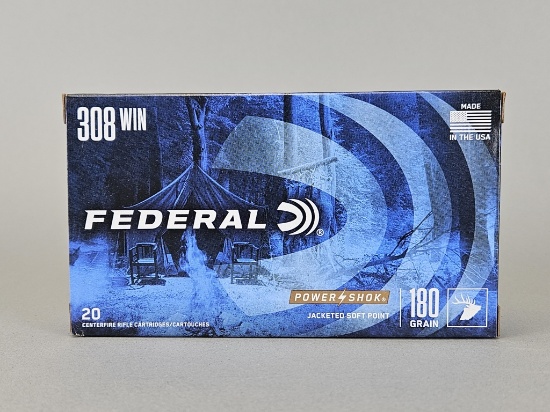 308 WIN
MADE
IN THE USA
FEDERAL ®
POWER SHOK®
JACKETED SOFT POINT
180
GRAIN
20
CENTERFIRE RIFLE CARTRIDGES/CARTOUCHES